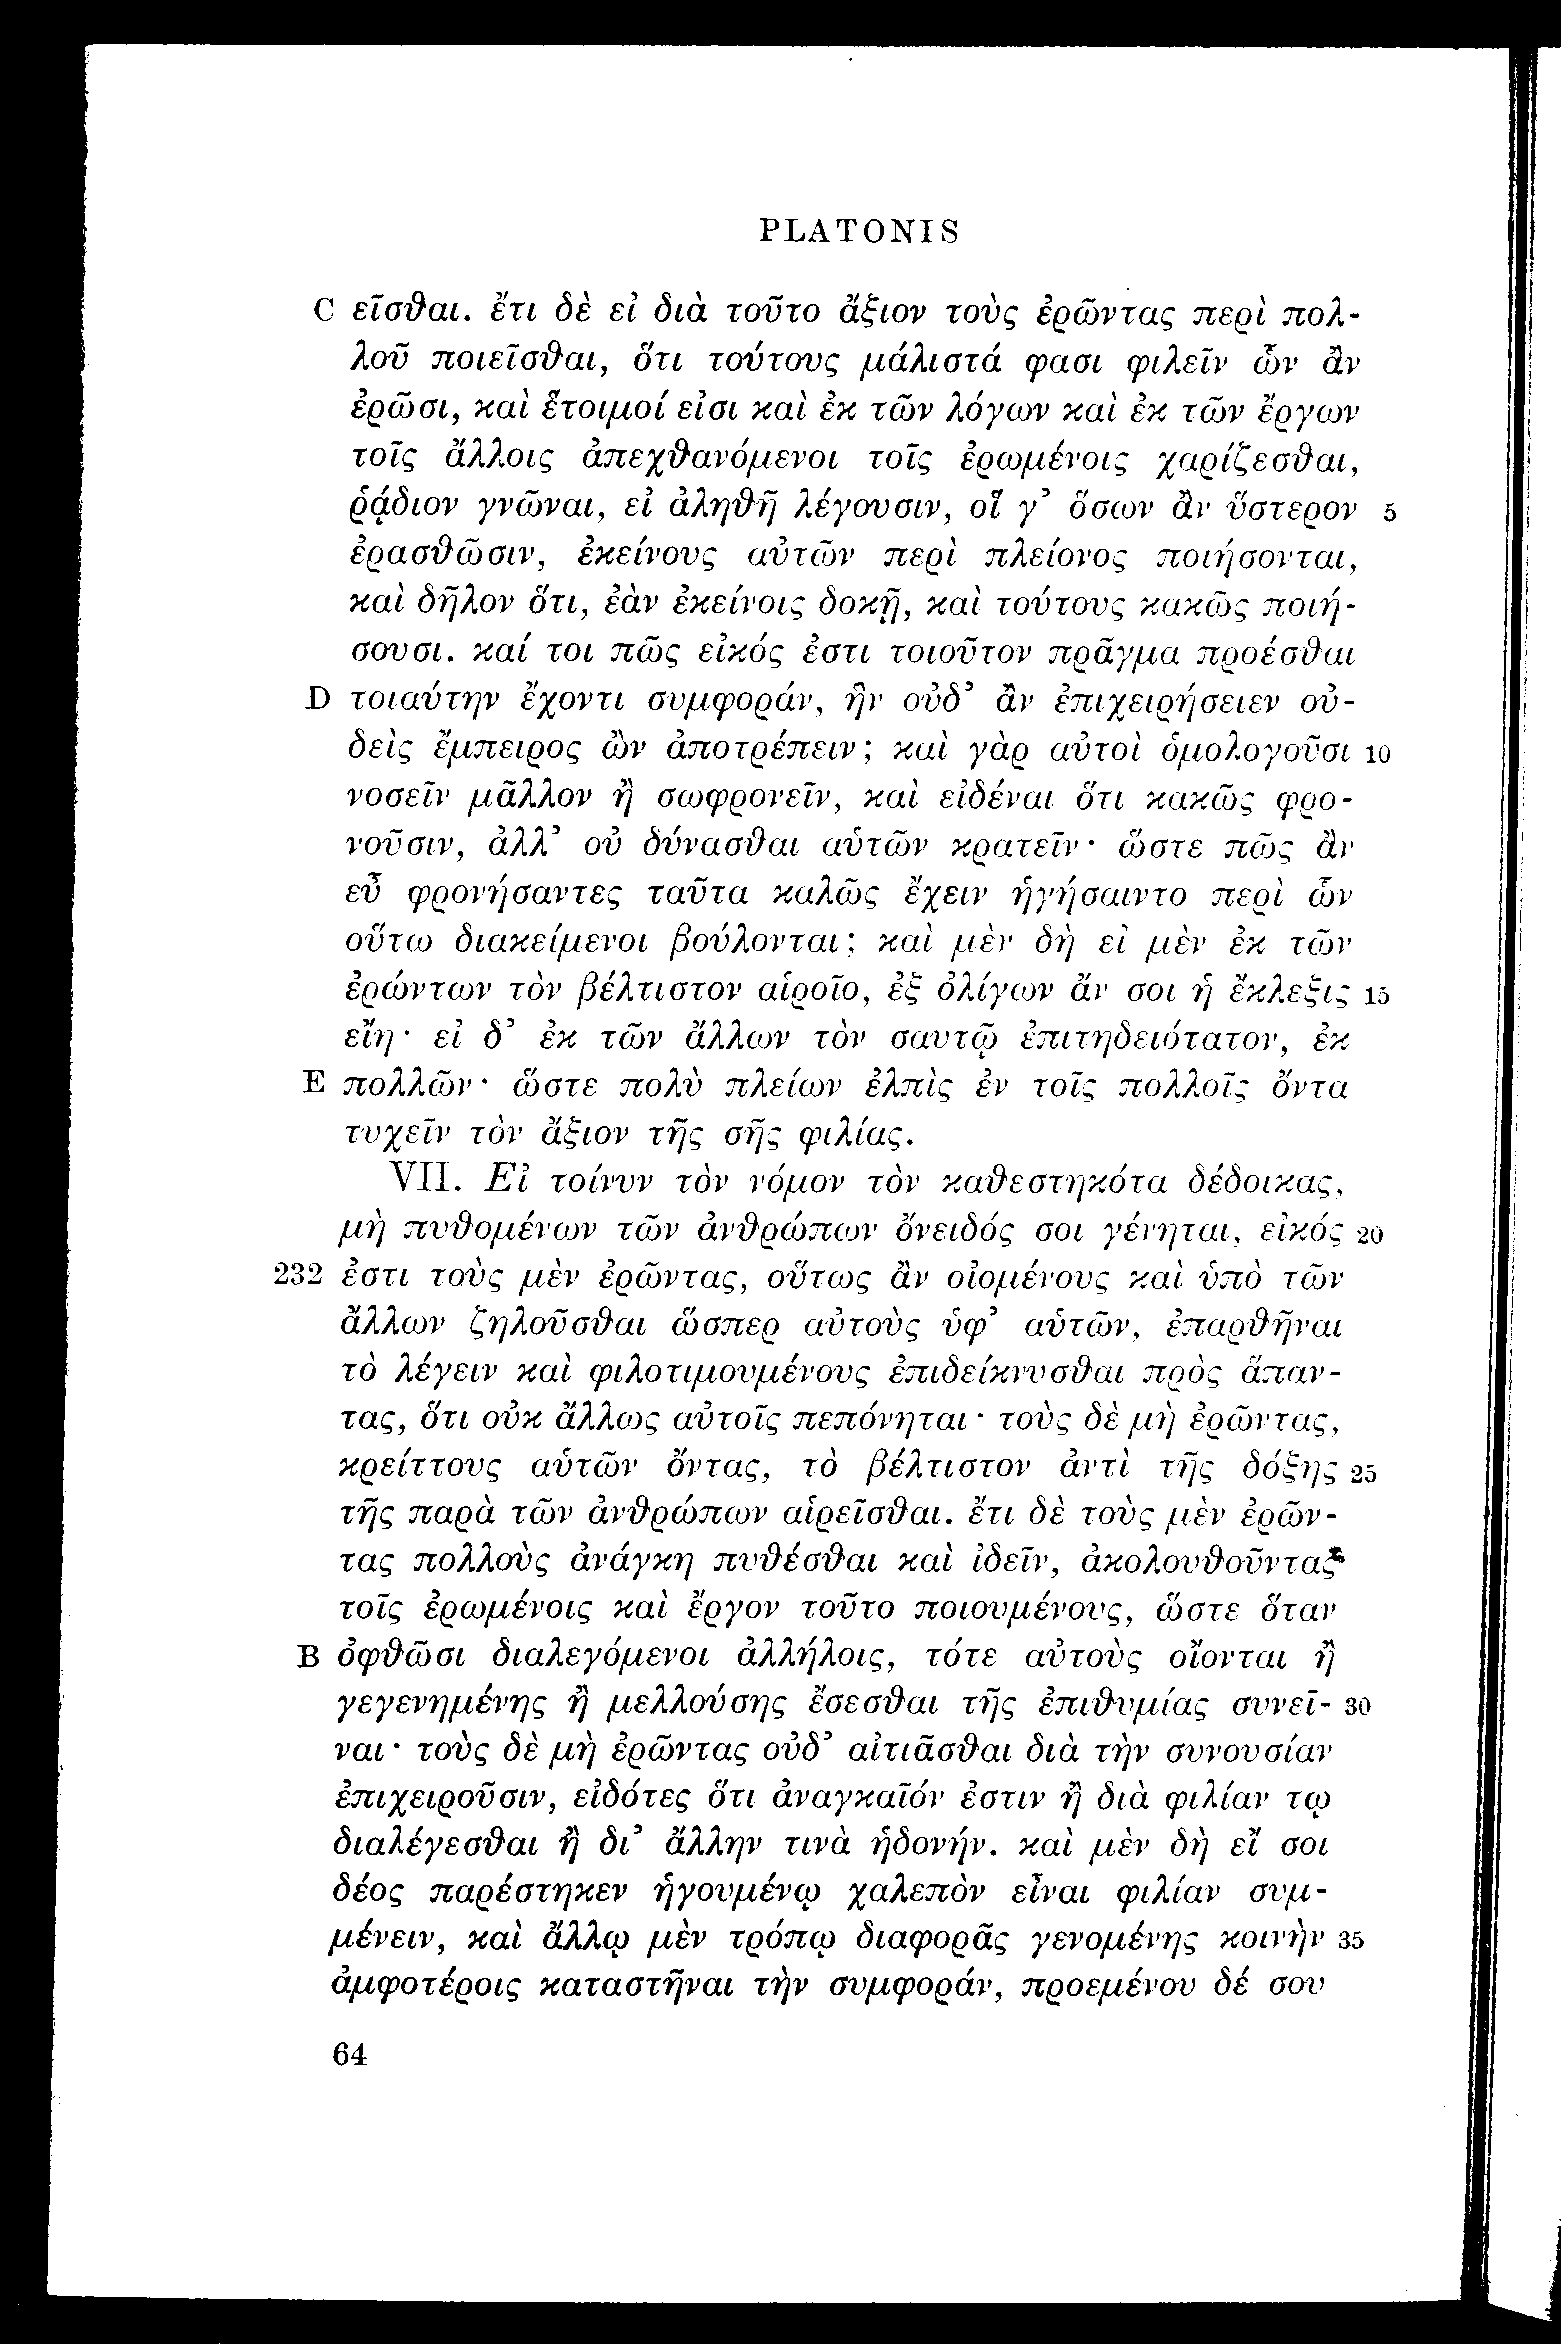 PLATONIS
C εῖσθαι. ἔτι δὲ εἰ διὰ τοῦτο ἄξιον τοὺς ἐρῶντας περὶ πολ-
λοῦ ποιεῖσθαι, ὅτι τούτους μάλιστά φασι φιλεῖν ὧν ἂν
ἐρῶσι, καὶ ἕτοιμοί εἰσι καὶ ἐκ τῶν λόγων καὶ ἐκ τῶν ἔργων
τοῖς ἄλλοις ἀπεχθανόμενοι τοῖς ἐρωμένοις χαρίζεσθαι,
ῥᾴδιον γνῶναι, εἰ ἀληθῆ λέγουσιν, οἵ γ’ ὅσων ἂν ὕστερον 5
ἐρασθῶσιν, ἐκείνους αὐτῶν περὶ πλείονος ποιήσονται,
καὶ δῆλον ὅτι, ἐὰν ἐκείνοις δοκῇ, καὶ τούτους κακῶς ποιή-
σουσι. καί τοι πῶς εἰκός ἐστι τοιοῦτον πρᾶγμα προέσθαι
D τοιαύτην ἔχοντι συμφοράν, ἣν οὐδ’ ἂν ἐπιχειρήσειεν οὐ-
δεὶς ἔμπειρος ὢν ἀποτρέπειν; καὶ γὰρ αὐτοὶ ὁμολογοῦσι 10
νοσεῖν μᾶλλον ἢ σωφρονεῖν, καὶ εἰδέναι ὅτι κακῶς φρο-
νοῦσιν, ἀλλ’ οὐ δύνασθαι αὑτῶν κρατεῖν· ὥστε πῶς ἂν
εὖ φρονήσαντες ταῦτα καλῶς ἔχειν ἡγήσαιντο περὶ ὧν
οὕτω διακείμενοι βούλονται; καὶ μὲν δὴ εἰ μὲν ἐκ τῶν
ἐρώντων τὸν βέλτιστον αἱροῖο, ἐξ ὀλίγων ἄν σοι ἡ ἔκλεξις 15
εἴη· εἰ δ’ ἐκ τῶν ἄλλων τὸν σαυτῷ ἐπιτηδειότατον, ἐκ
E πολλῶν· ὥστε πολὺ πλείων ἐλπὶς ἐν τοῖς πολλοῖς ὄντα
τυχεῖν τὸν ἄξιον τῆς σῆς φιλίας.
VII. Εἰ τοίνυν τὸν νόμον τὸν καθεστηκότα δέδοικας,
μὴ πυθομένων τῶν ἀνθρώπων ὄνειδός σοι γένηται, εἰκός 20
232 ἐστι τοὺς μὲν ἐρῶντας, οὕτως ἂν οἰομένους καὶ ὑπὸ τῶν
ἄλλων ζηλοῦσθαι ὥσπερ αὐτοὺς ὑφ’ αὑτῶν, ἐπαρθῆναι
τὸ λέγειν καὶ φιλοτιμουμένους ἐπιδείκνυσθαι πρὸς ἅπαν-
τας, ὅτι οὐκ ἄλλως αὐτοῖς πεπόνηται· τοὺς δὲ μὴ ἐρῶντας,
κρείττους αὑτῶν ὄντας, τὸ βέλτιστον ἀντὶ τῆς δόξης 25
τῆς παρὰ τῶν ἀνθρώπων αἱρεῖσθαι. ἔτι δὲ τοὺς μὲν ἐρῶν-
τας πολλοὺς ἀνάγκη πυθέσθαι καὶ ἰδεῖν, ἀκολουθοῦντας
τοῖς ἐρωμένοις καὶ ἔργον τοῦτο ποιουμένους, ὥστε ὅταν
B ὀφθῶσι διαλεγόμενοι ἀλλήλοις, τότε αὐτοὺς οἴονται ἢ
γεγενημένης ἢ μελλούσης ἔσεσθαι τῆς ἐπιθυμίας συνεῖ- 30
ναι· τοὺς δὲ μὴ ἐρῶντας οὐδ’ αἰτιᾶσθαι διὰ τὴν συνουσίαν
ἐπιχειροῦσιν, εἰδότες ὅτι ἀναγκαῖόν ἐστιν ἢ διὰ φιλίαν τῳ
διαλέγεσθαι ἢ δι’ ἄλλην τινὰ ἡδονήν. καὶ μὲν δὴ εἴ σοι
δέος παρέστηκεν ἡγουμένῳ χαλεπὸν εἶναι φιλίαν συμ-
μένειν, καὶ ἄλλῳ μὲν τρόπῳ διαφορᾶς γενομένης κοινὴν 35
ἀμφοτέροις καταστῆναι τὴν συμφοράν, προεμένου δέ σου
64